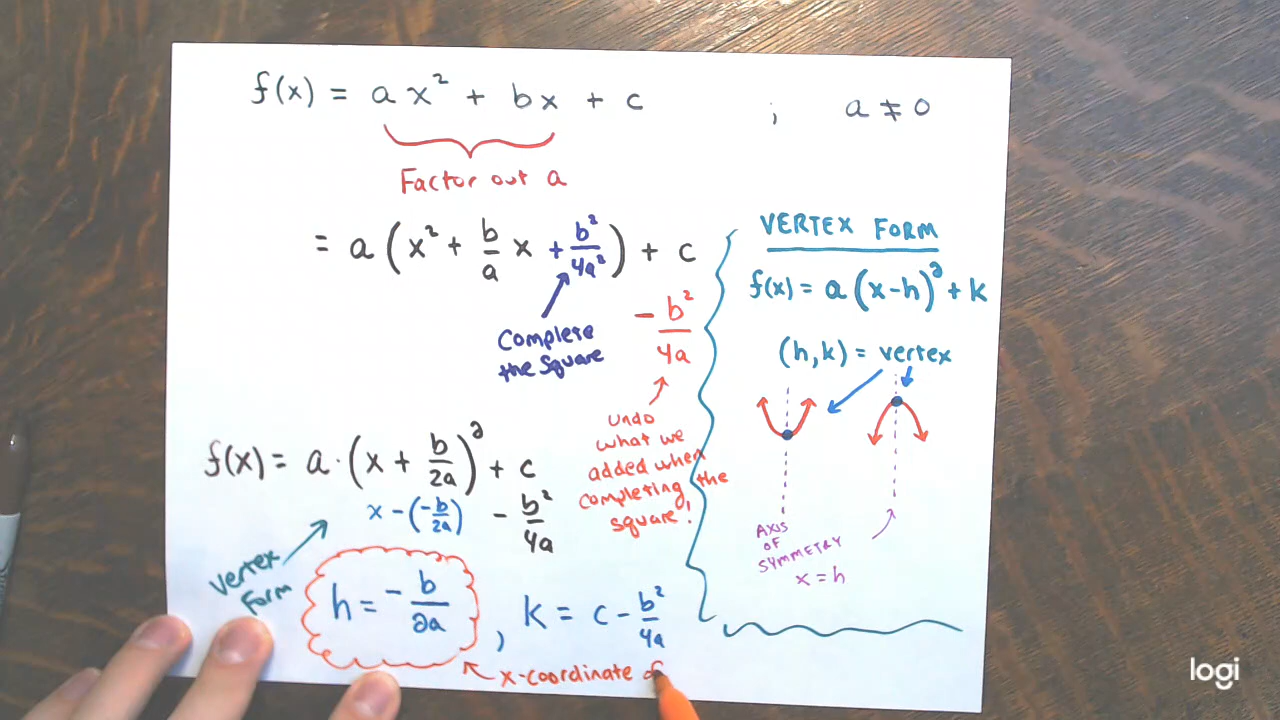 f(x) = ax² + bx + c ; a ≠ 0
Factor out a
= a(x² + b/a x + b²/4a²) + c
- b²/4a
Complete
the Square
Undo
what we
added when
completing the
square!
f(x) = a·(x + b/2a)² + c
x - (-b/2a) - b²/4a
Vertex
Form
h = - b/2a , k = c - b²/4a
x-coordinate of
VERTEX FORM
f(x) = a(x-h)² + k
(h,k) = vertex
AXIS
OF
SYMMETRY
x = h
logi